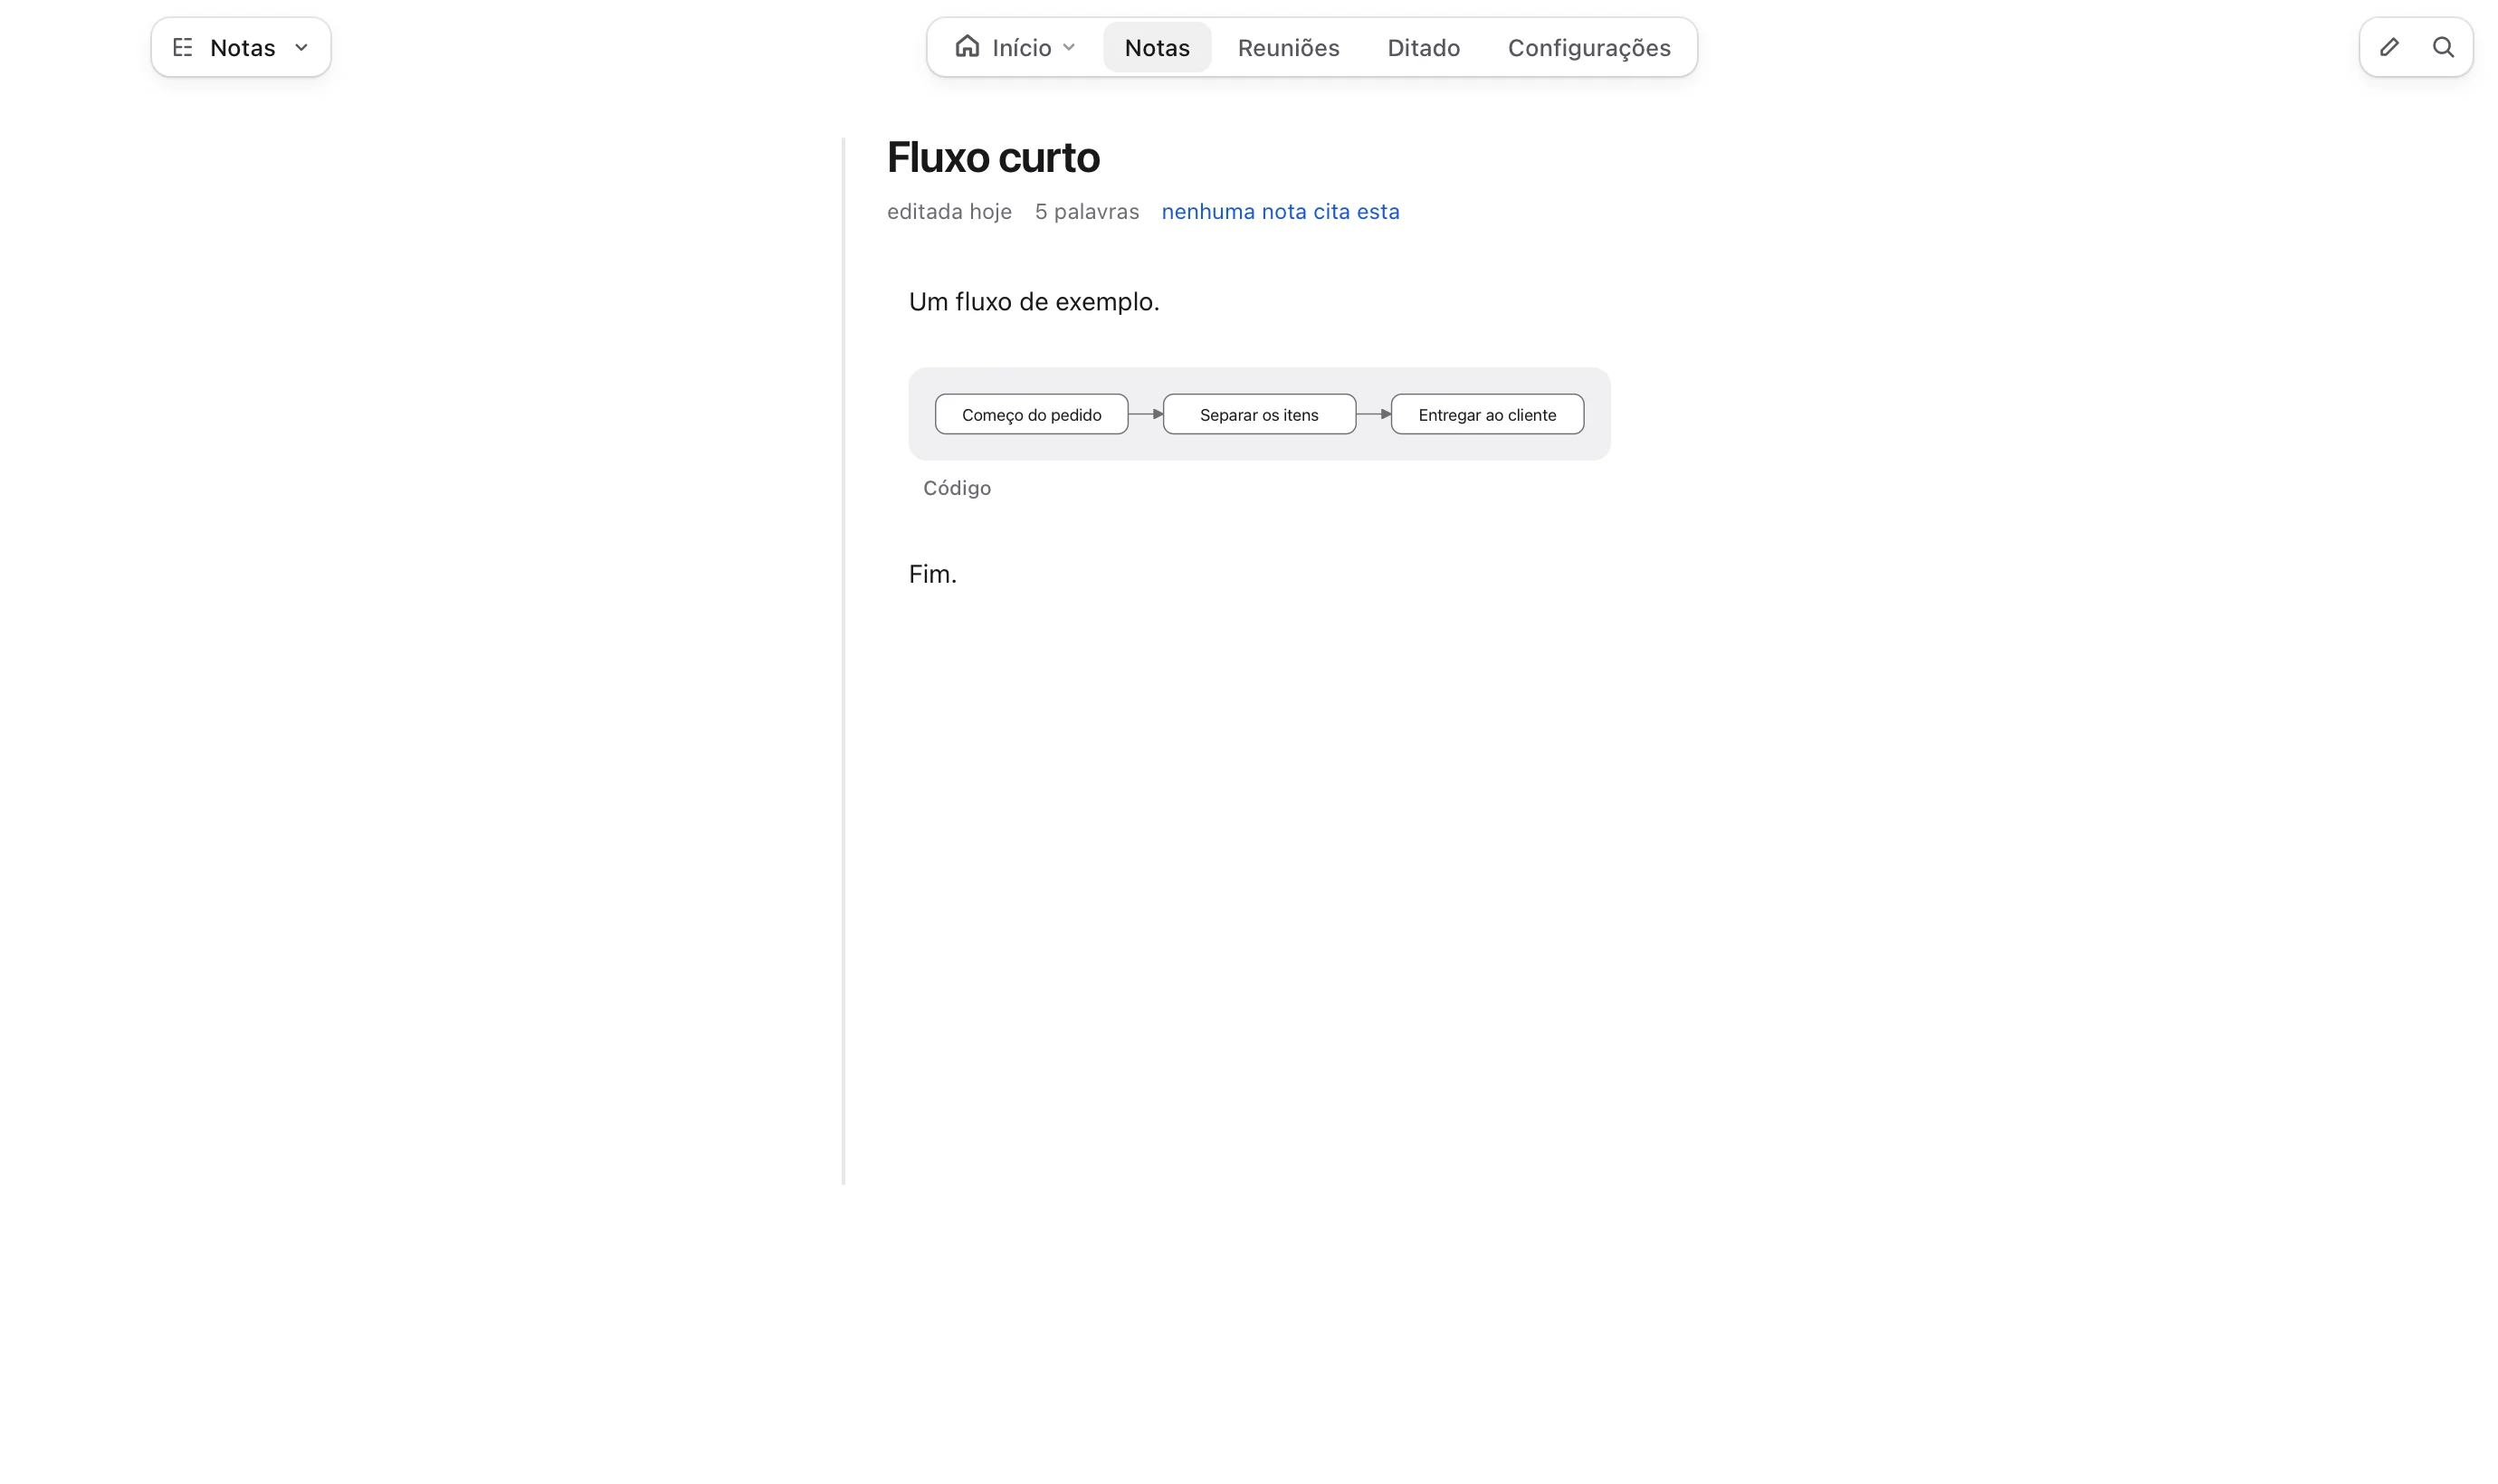 Notas
Início
Notas
Reuniões
Ditado
Configurações
Fluxo curto
editada hoje 5 palavras nenhuma nota cita esta
Um fluxo de exemplo.
Começo do pedido
Separar os itens
Entregar ao cliente
Código
Fim.